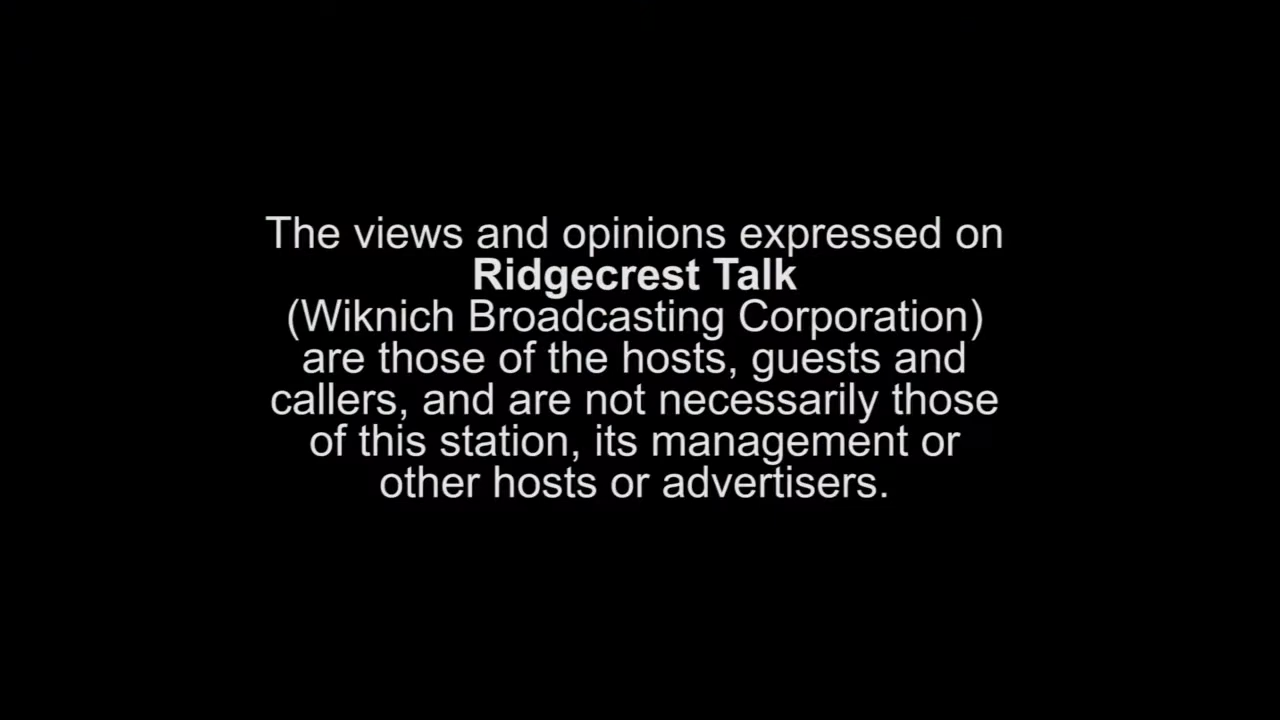 The views and opinions expressed on
Ridgecrest Talk
(Wiknich Broadcasting Corporation)
are those of the hosts, guests and
callers, and are not necessarily those
of this station, its management or
other hosts or advertisers.